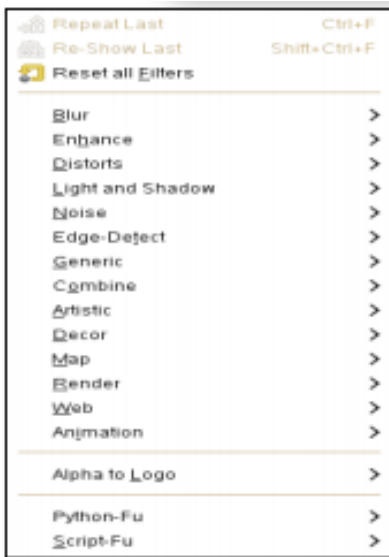 Repeat Last Ctrl+F
Re-Show Last Shift+Ctrl+F
Reset all Filters
Blur >
Enhance >
Distorts >
Light and Shadow >
Noise >
Edge-Detect >
Generic >
Combine >
Artistic >
Decor >
Map >
Render >
Web >
Animation >
Alpha to Logo >
Python-Fu >
Script-Fu >